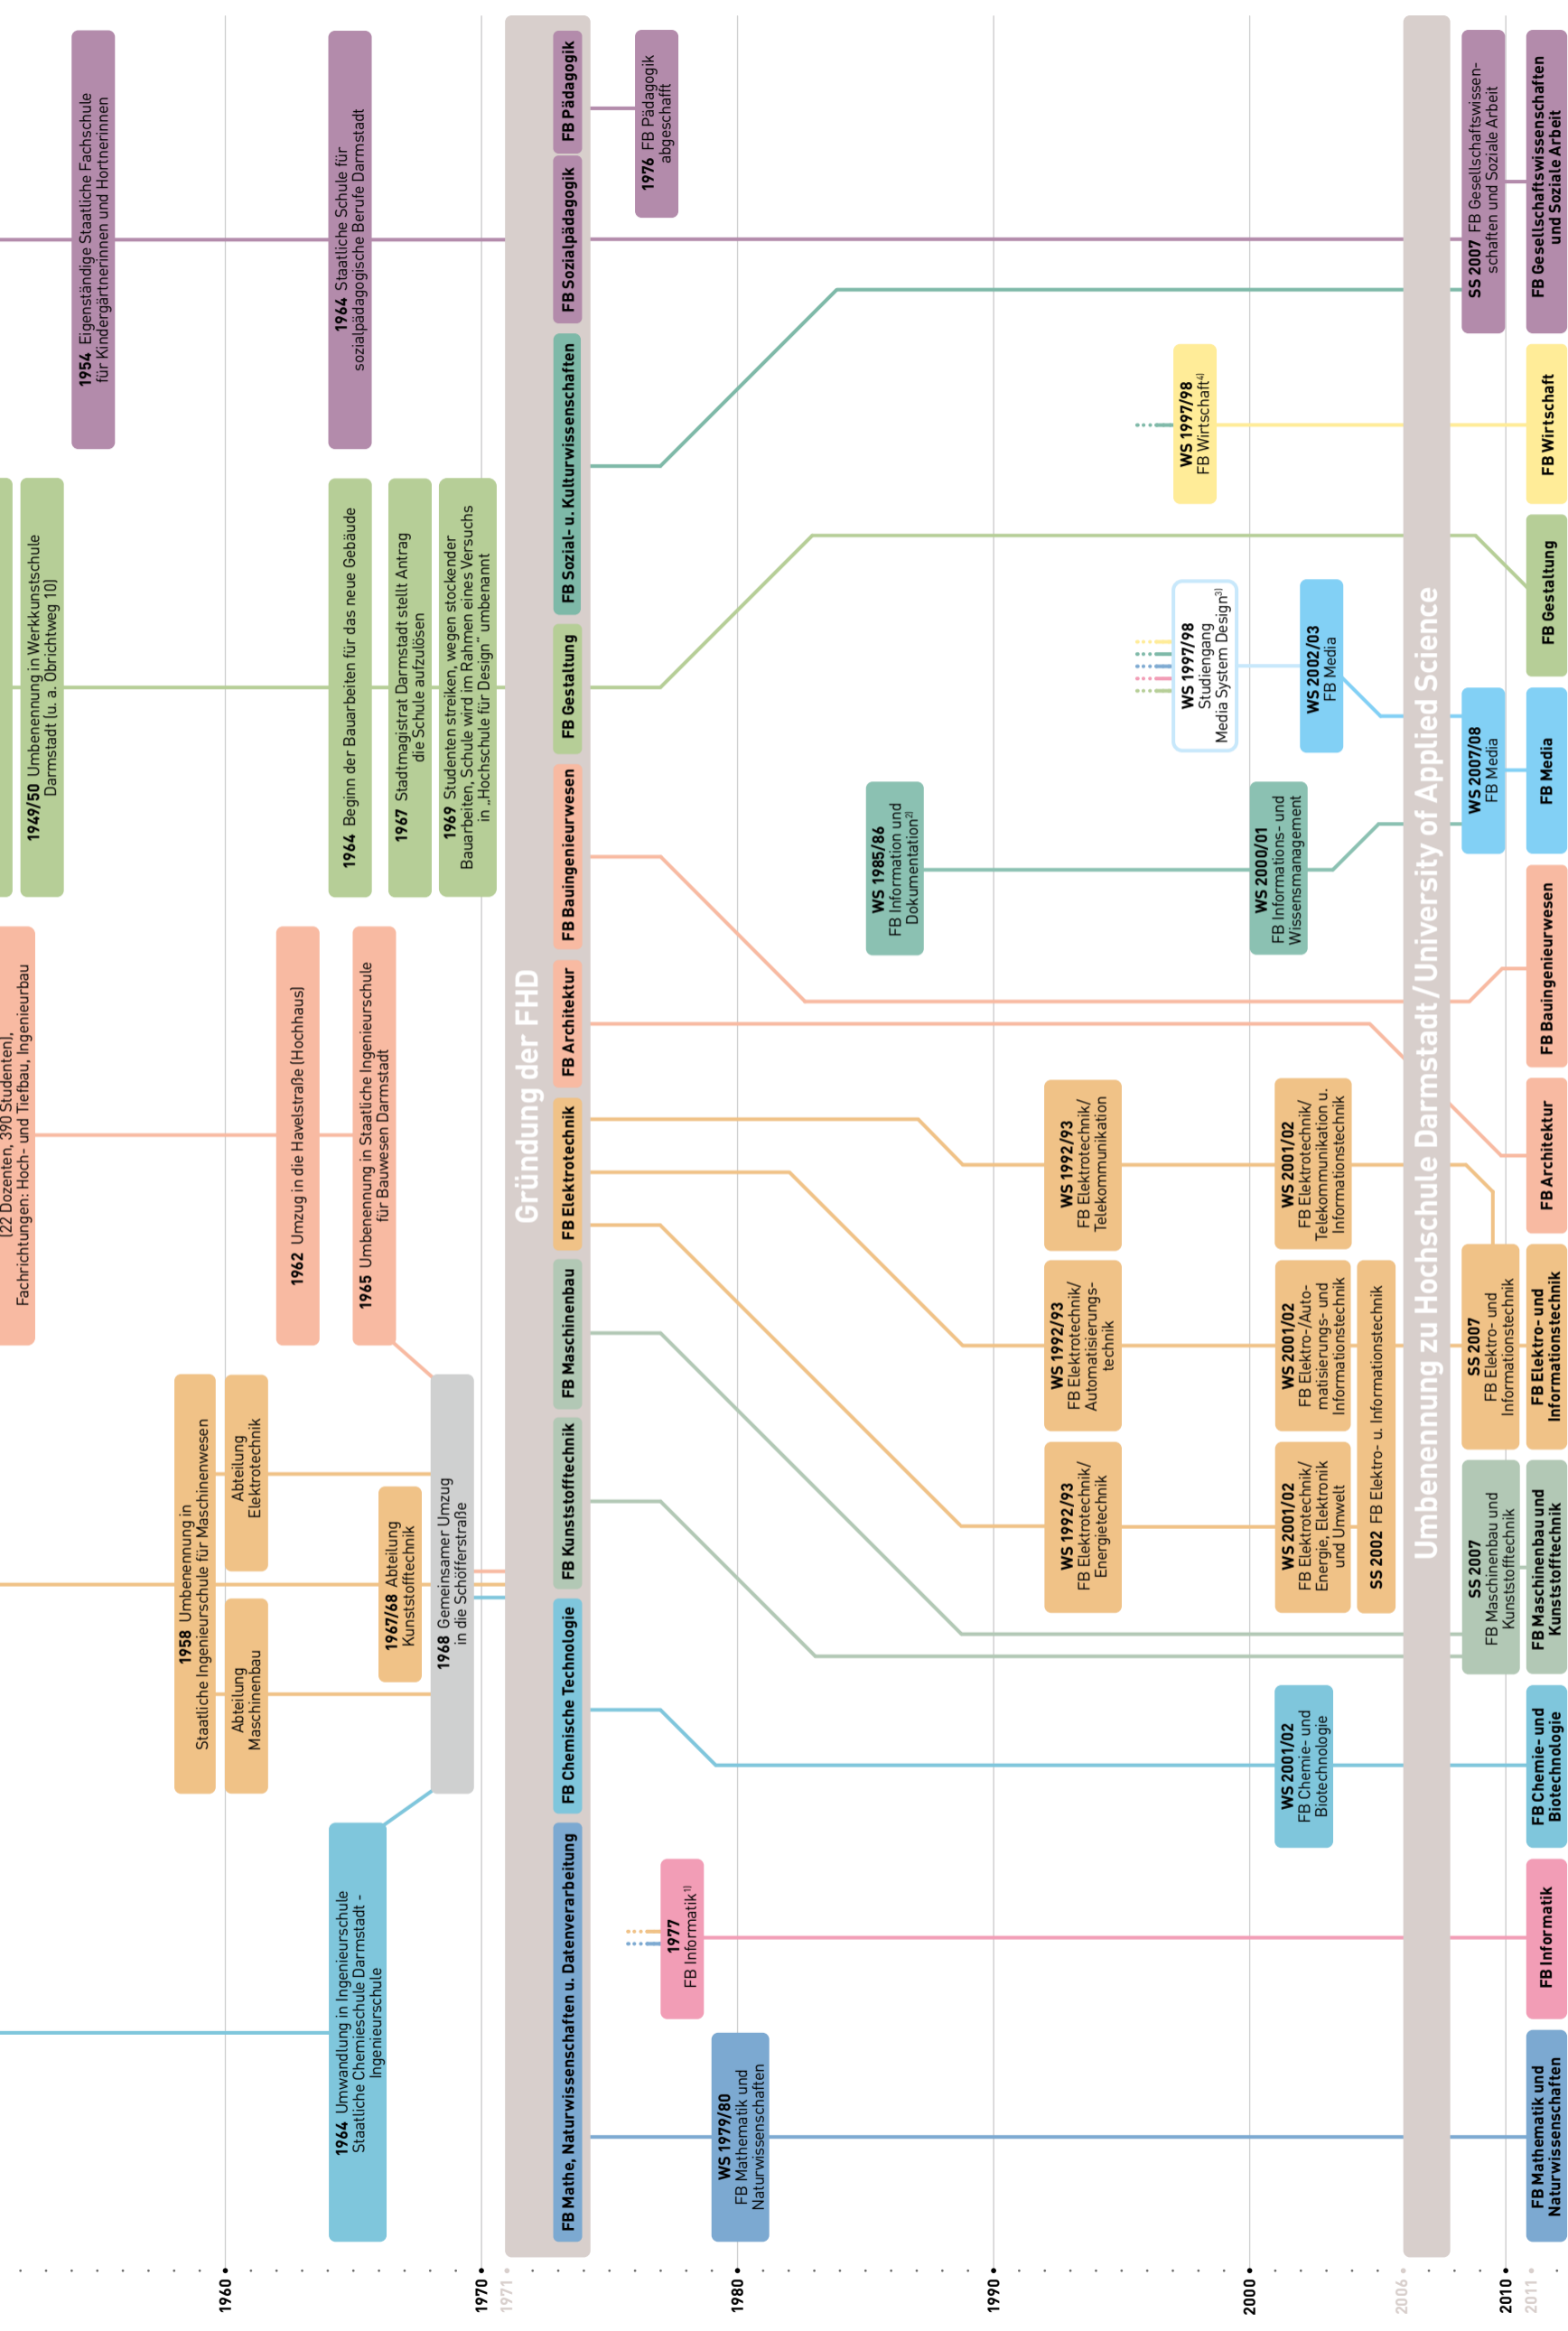 (22 Dozenten, 390 Studenten),
Fachrichtungen: Hoch- und Tiefbau, Ingenieurbau
1949/50 Umbenennung in Werkkunstschule
Darmstadt (u. a. Obrichtweg 10)
1954 Eigenständige Staatliche Fachschule
für Kindergärtnerinnen und Hortnerinnen
1958 Umbenennung in
Staatliche Ingenieurschule für Maschinenwesen
1960
Abteilung
Maschinenbau
Abteilung
Elektrotechnik
1962 Umzug in die Havelstraße (Hochhaus)
1964 Umwandlung in Ingenieurschule
Staatliche Chemieschule Darmstadt -
Ingenieurschule
1964 Beginn der Bauarbeiten für das neue Gebäude
1964 Staatliche Schule für
sozialpädagogische Berufe Darmstadt
1965 Umbenennung in Staatliche Ingenieurschule
für Bauwesen Darmstadt
1967/68 Abteilung
Kunststofftechnik
1967 Stadtmagistrat Darmstadt stellt Antrag
die Schule aufzulösen
1968 Gemeinsamer Umzug
in die Schöfferstraße
1969 Studenten streiken, wegen stockender
Bauarbeiten, Schule wird im Rahmen eines Versuchs
in „Hochschule für Design“ umbenannt
1970
1971
Gründung der FHD
FB Mathe, Naturwissenschaften u. Datenverarbeitung
FB Chemische Technologie
FB Kunststofftechnik
FB Maschinenbau
FB Elektrotechnik
FB Architektur
FB Bauingenieurwesen
FB Gestaltung
FB Sozial- u. Kulturwissenschaften
FB Sozialpädagogik
FB Pädagogik
1976 FB Pädagogik
abgeschafft
1977
FB Informatik¹⁾
WS 1979/80
FB Mathematik und
Naturwissenschaften
1980
WS 1985/86
FB Information und
Dokumentation²⁾
1990
WS 1992/93
FB Elektrotechnik/
Energietechnik
WS 1992/93
FB Elektrotechnik/
Automatisierungs-
technik
WS 1992/93
FB Elektrotechnik/
Telekommunikation
WS 1997/98
Studiengang
Media System Design³⁾
WS 1997/98
FB Wirtschaft⁴⁾
2000
WS 2000/01
FB Informations- und
Wissensmanagement
WS 2001/02
FB Chemie- und
Biotechnologie
WS 2001/02
FB Elektrotechnik/
Energie, Elektronik
und Umwelt
WS 2001/02
FB Elektro-/Auto-
matisierungs- und
Informationstechnik
WS 2001/02
FB Elektrotechnik/
Telekommunikation u.
Informationstechnik
WS 2002/03
FB Media
SS 2002 FB Elektro- u. Informationstechnik
2006
Umbenennung zu Hochschule Darmstadt / University of Applied Science
SS 2007
FB Maschinenbau und
Kunststofftechnik
SS 2007
FB Elektro- und
Informationstechnik
WS 2007/08
FB Media
SS 2007 FB Gesellschaftswissen-
schaften und Soziale Arbeit
2010
2011
FB Mathematik und
Naturwissenschaften
FB Informatik
FB Chemie- und
Biotechnologie
FB Maschinenbau und
Kunststofftechnik
FB Elektro- und
Informationstechnik
FB Architektur
FB Bauingenieurwesen
FB Media
FB Gestaltung
FB Wirtschaft
FB Gesellschaftswissenschaften
und Soziale Arbeit